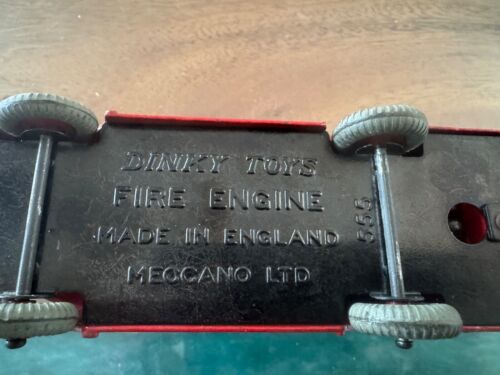 DINKY TOYS
FIRE ENGINE
MADE IN ENGLAND
MECCANO LTD
555